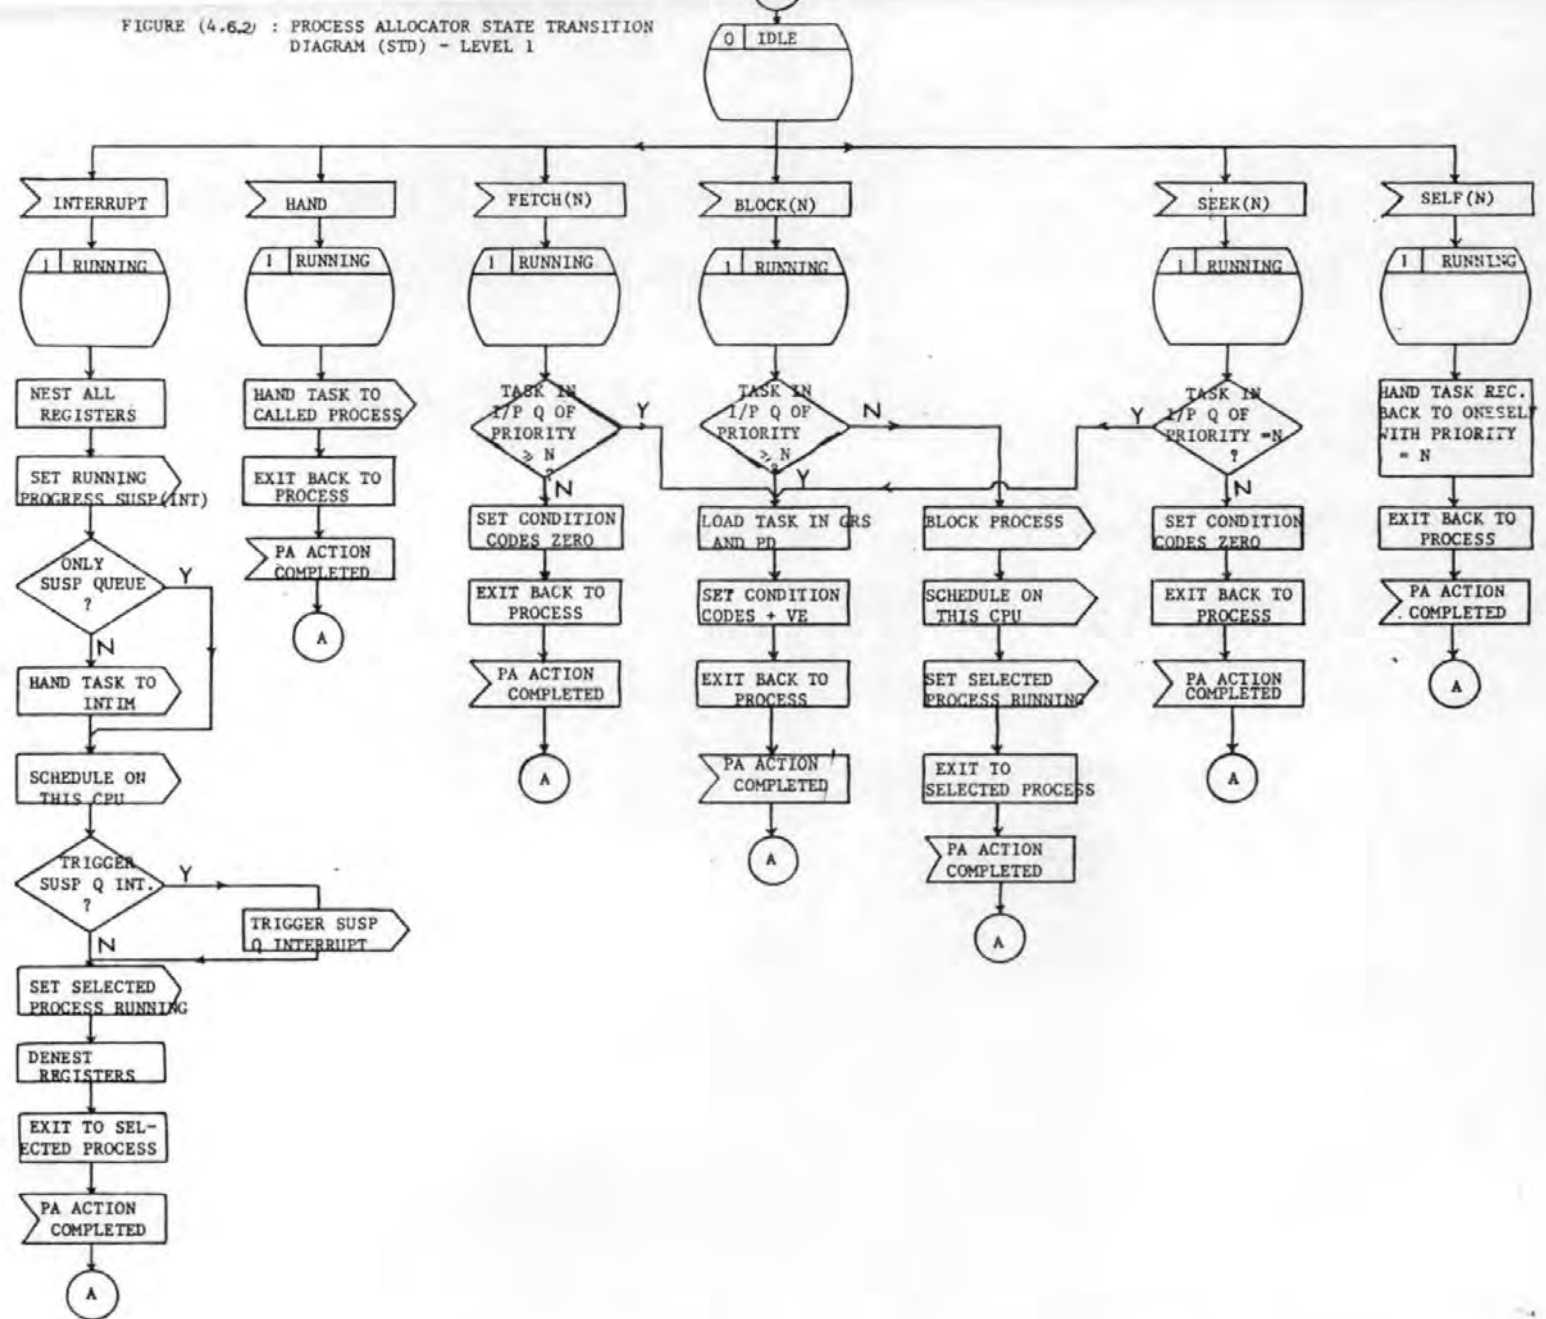 FIGURE (4.6.2) : PROCESS ALLOCATOR STATE TRANSITION
DIAGRAM (STD) - LEVEL 1
0 IDLE
INTERRUPT
1 RUNNING
NEST ALL
REGISTERS
SET RUNNING
PROGRESS SUSP(INT)
ONLY
SUSP QUEUE
?
Y
N
HAND TASK TO
INTIM
SCHEDULE ON
THIS CPU
TRIGGER
SUSP Q INT.
?
Y
N
TRIGGER SUSP
Q INTERRUPT
SET SELECTED
PROCESS RUNNING
DENEST
REGISTERS
EXIT TO SEL-
ECTED PROCESS
PA ACTION
COMPLETED
A
HAND
1 RUNNING
HAND TASK TO
CALLED PROCESS
EXIT BACK TO
PROCESS
PA ACTION
COMPLETED
A
FETCH(N)
1 RUNNING
TASK IN
I/P Q OF
PRIORITY
⩾ N
?
Y
N
SET CONDITION
CODES ZERO
EXIT BACK TO
PROCESS
PA ACTION
COMPLETED
A
BLOCK(N)
1 RUNNING
TASK IN
I/P Q OF
PRIORITY
⩾ N
?
N
Y
LOAD TASK IN GRS
AND PD
SET CONDITION
CODES + VE
EXIT BACK TO
PROCESS
PA ACTION
COMPLETED
A
BLOCK PROCESS
SCHEDULE ON
THIS CPU
SET SELECTED
PROCESS RUNNING
EXIT TO
SELECTED PROCESS
PA ACTION
COMPLETED
A
SEEK(N)
1 RUNNING
TASK IN
I/P Q OF
PRIORITY =N
?
Y
N
SET CONDITION
CODES ZERO
EXIT BACK TO
PROCESS
PA ACTION
COMPLETED
A
SELF(N)
1 RUNNING
HAND TASK REC.
BACK TO ONESELF
WITH PRIORITY
= N
EXIT BACK TO
PROCESS
PA ACTION
COMPLETED
A